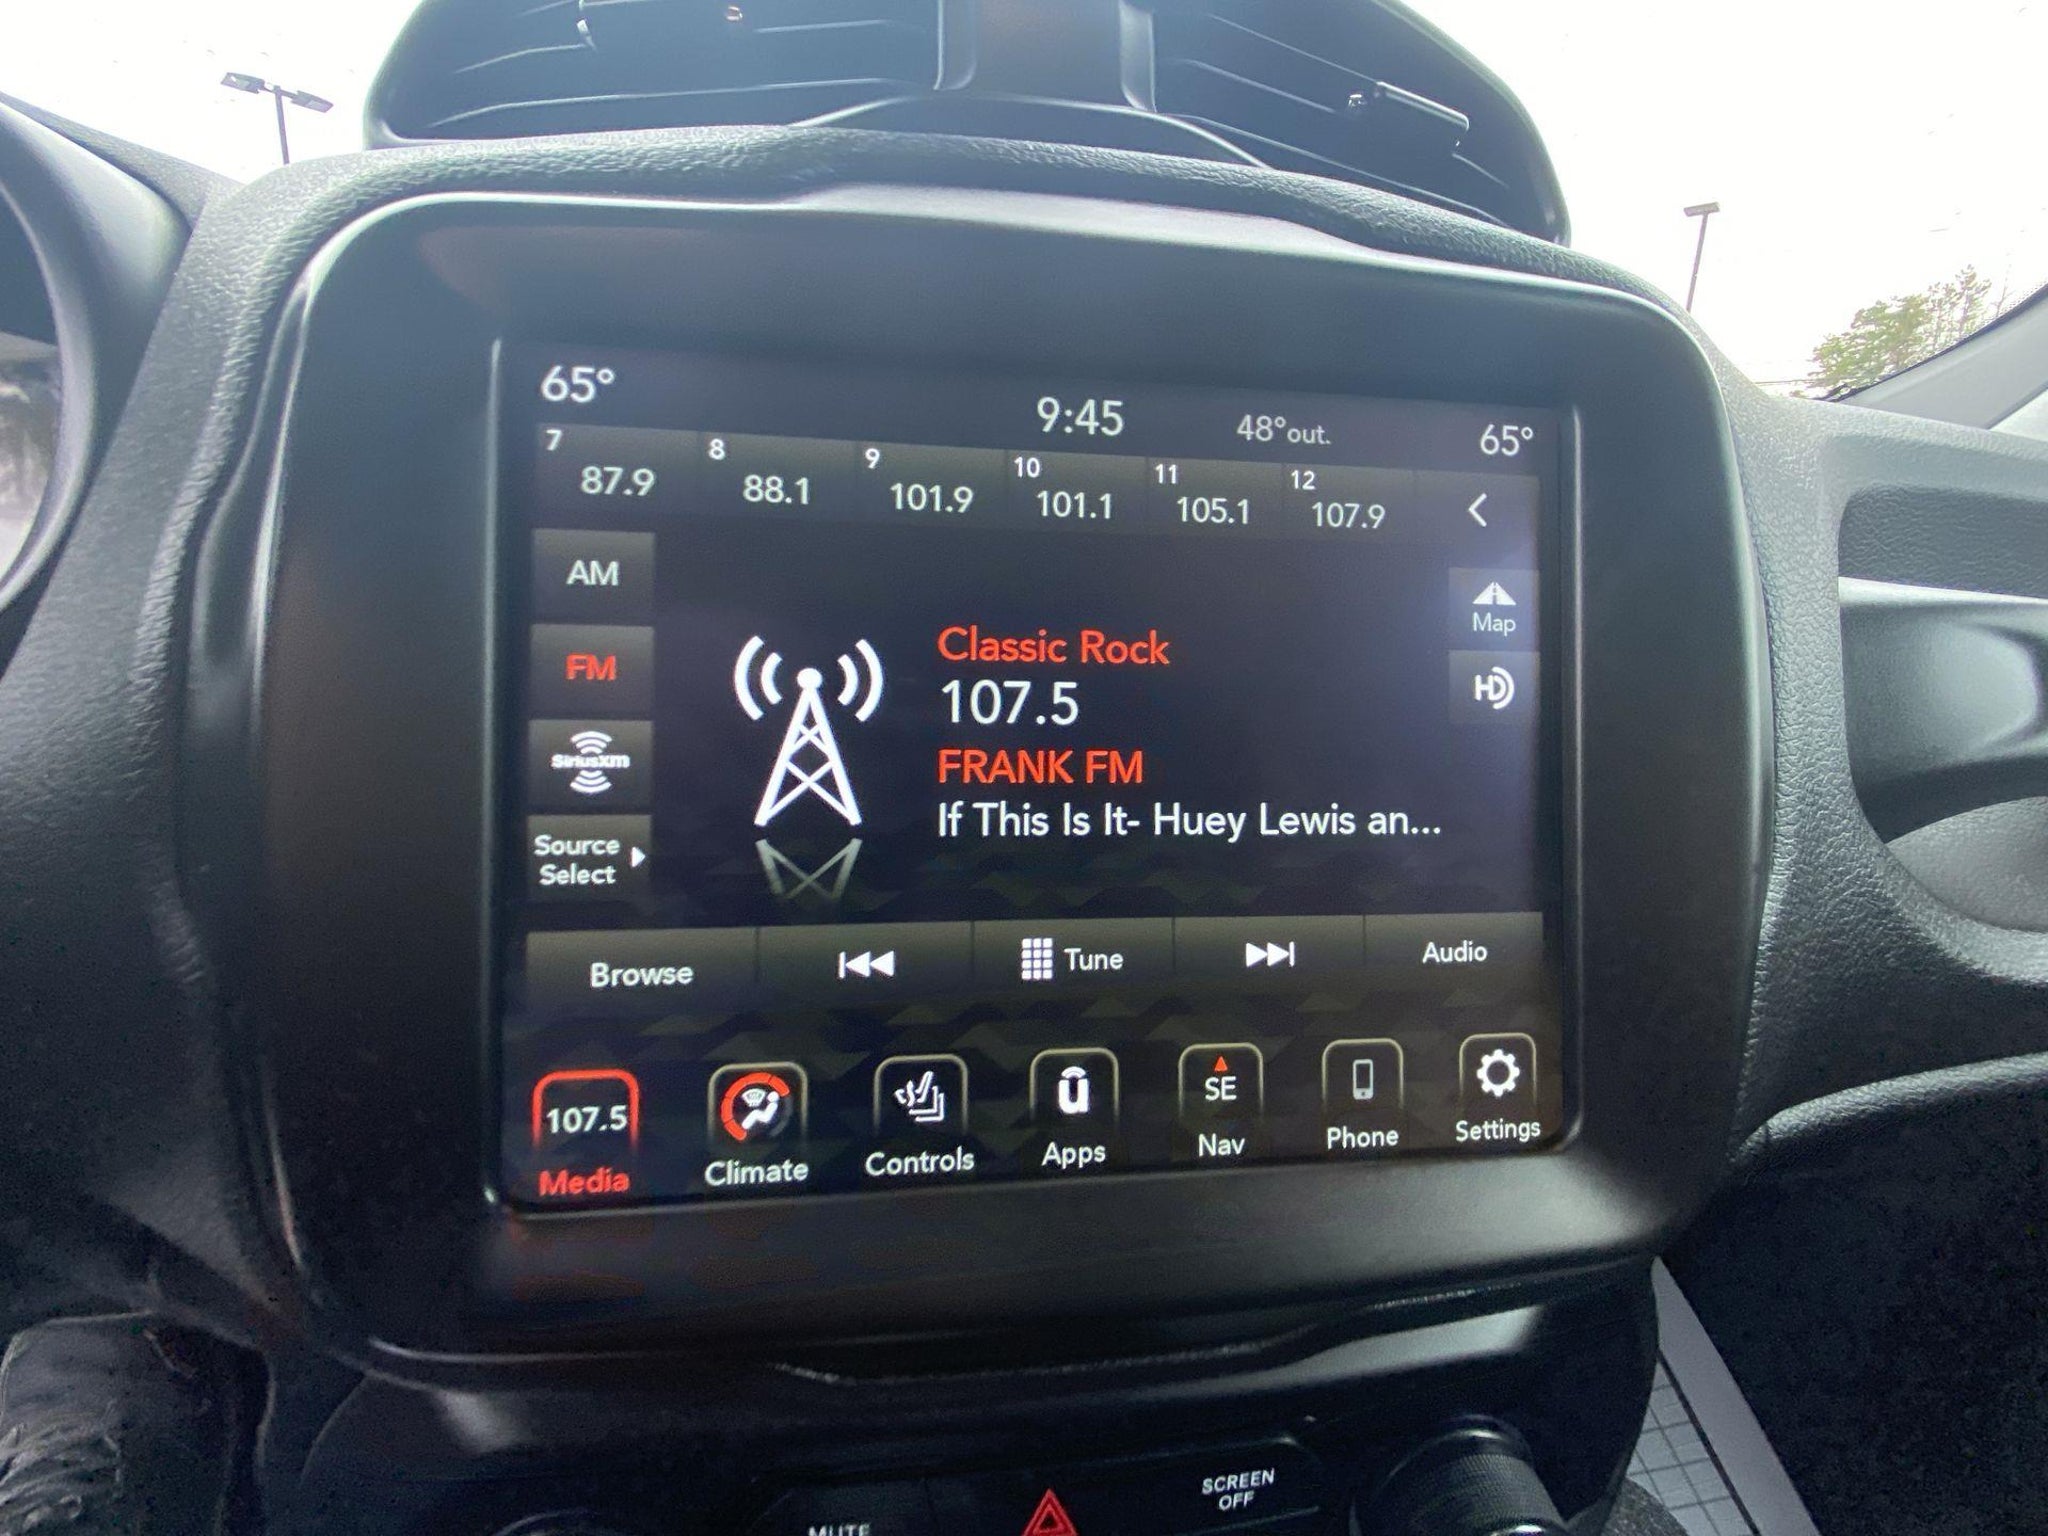 65°
9:45
48°out.
65°
7
87.9
8
88.1
9
101.9
10
101.1
11
105.1
12
107.9
AM
FM
SiriusXM
Source
Select
Classic Rock
107.5
FRANK FM
If This Is It- Huey Lewis an...
Map
HD
Browse
Tune
Audio
107.5
Media
Climate
Controls
u
Apps
SE
Nav
Phone
Settings
MUTE
SCREEN
OFF